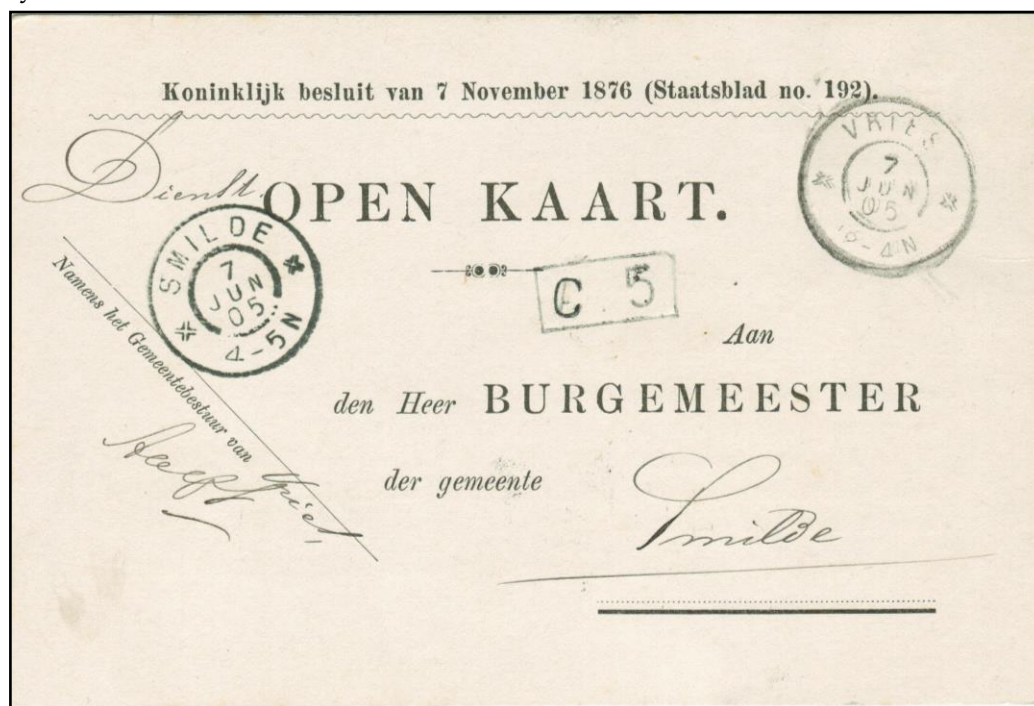 Koninklijk besluit van 7 November 1876 (Staatsblad no. 192).
Dienst.
OPEN KAART.
VRIES
7
JUN
05
-4N
SMILDE
7
JUN
05
4-5N
C 5
Aan
den Heer BURGEMEESTER
der gemeente Smilde
Namens het Gemeentebestuur van
Vries.